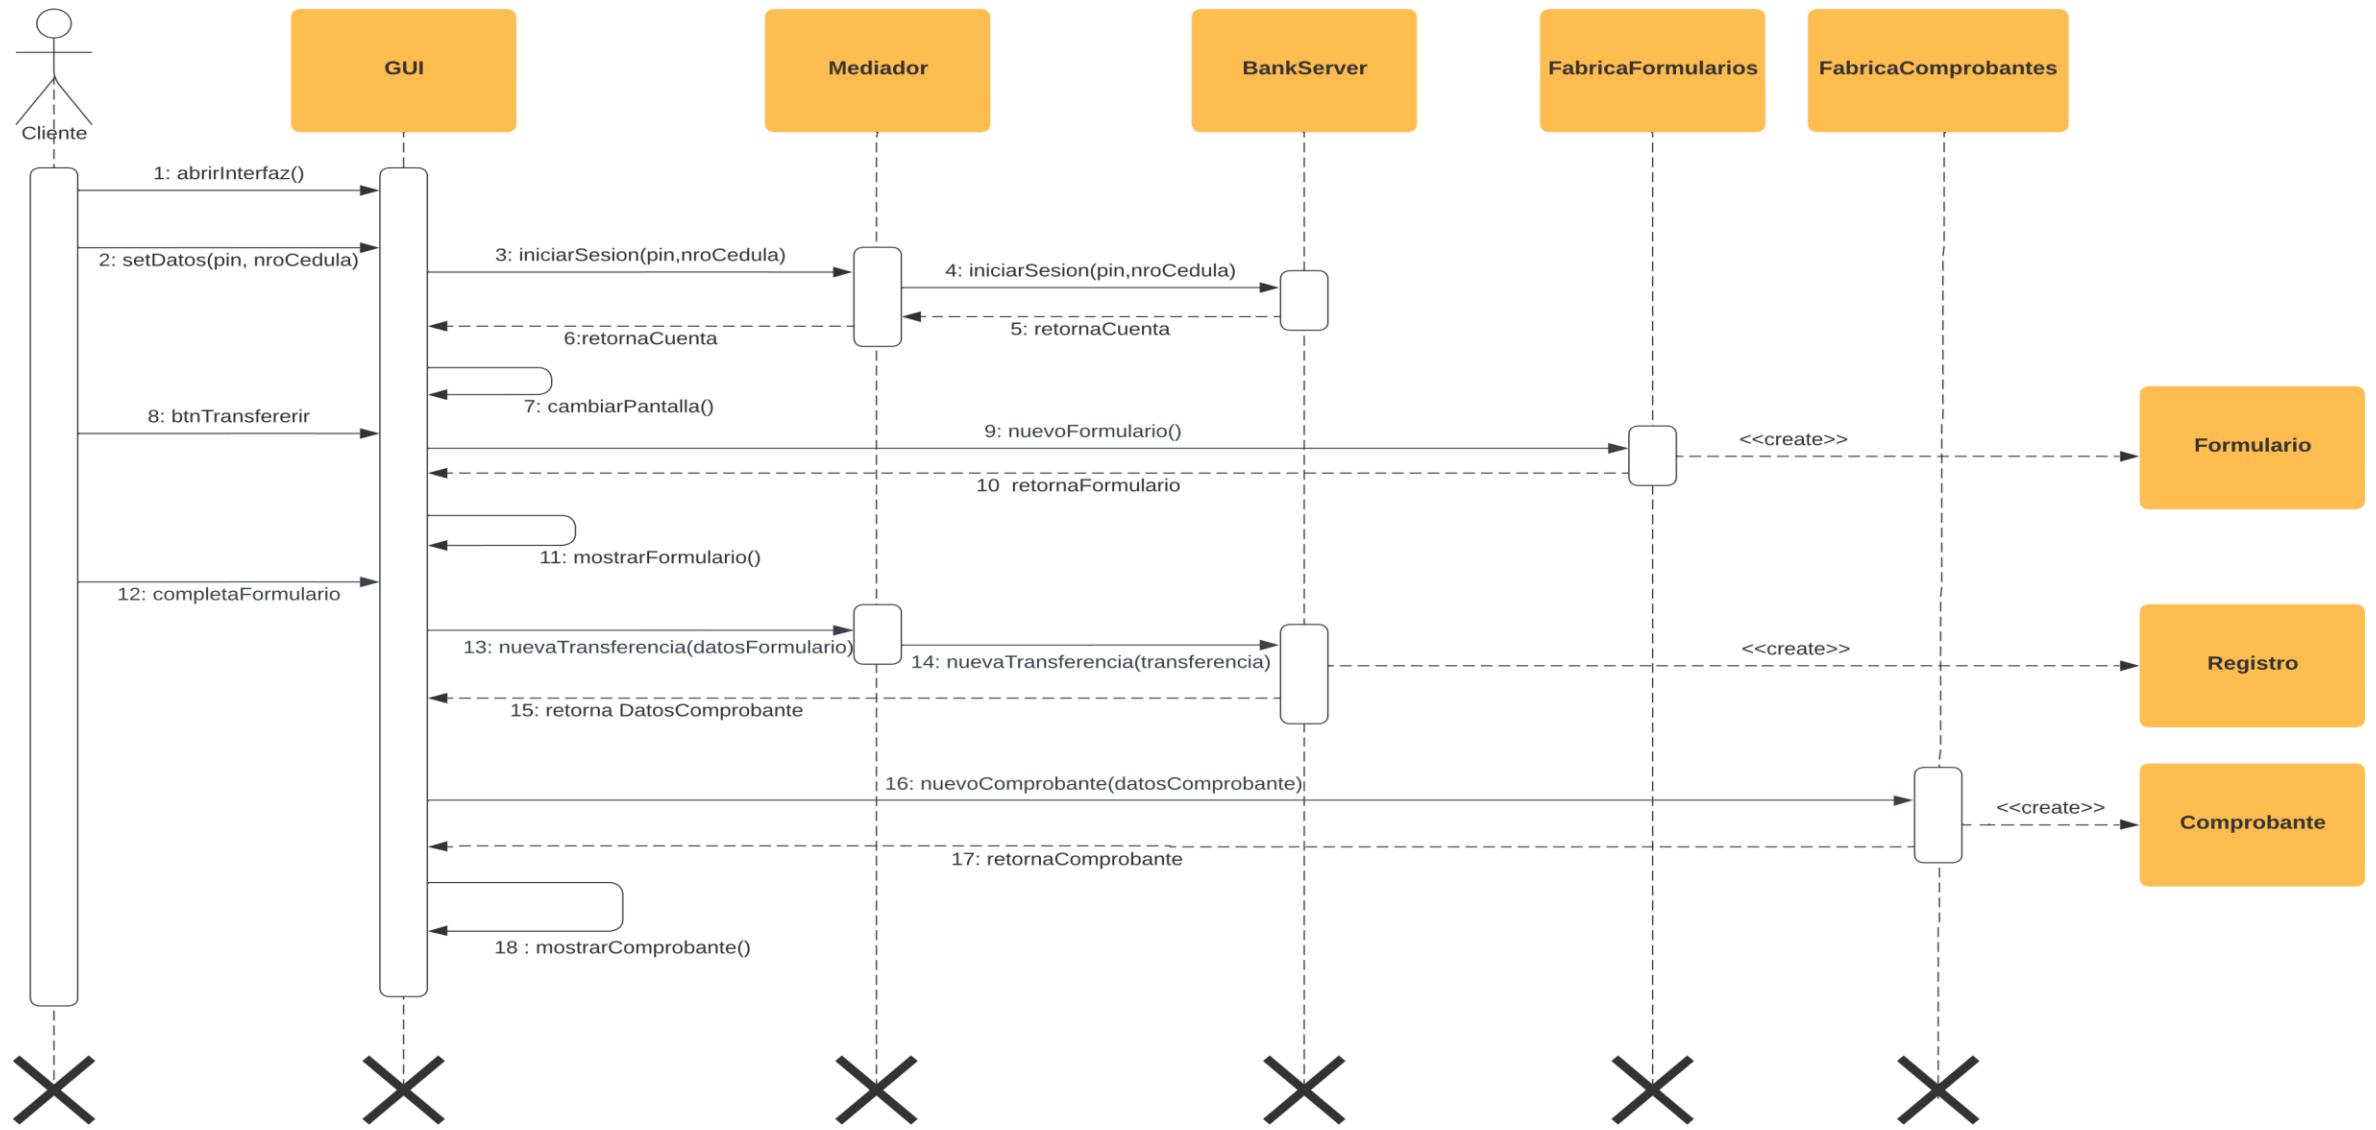 GUI
Mediador
BankServer
FabricaFormularios
FabricaComprobantes
Cliente
1: abrirInterfaz()
2: setDatos(pin, nroCedula)
3: iniciarSesion(pin,nroCedula)
4: iniciarSesion(pin,nroCedula)
5: retornaCuenta
6:retornaCuenta
7: cambiarPantalla()
8: btnTransfererir
9: nuevoFormulario()
<<create>>
Formulario
10  retornaFormulario
11: mostrarFormulario()
12: completaFormulario
13: nuevaTransferencia(datosFormulario)
14: nuevaTransferencia(transferencia)
<<create>>
Registro
15: retorna DatosComprobante
16: nuevoComprobante(datosComprobante)
<<create>>
Comprobante
17: retornaComprobante
18 : mostrarComprobante()